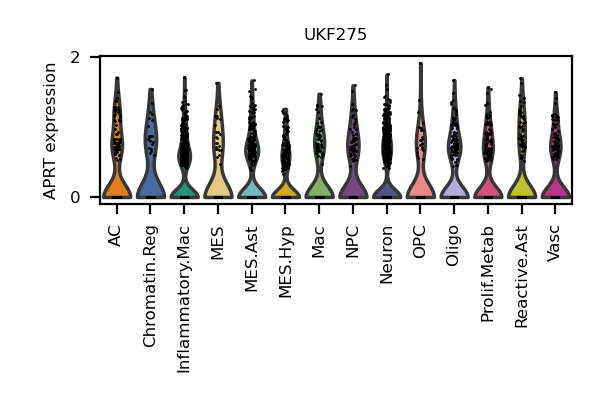 UKF275
APRT expression
2
0
AC
Chromatin.Reg
Inflammatory.Mac
MES
MES.Ast
MES.Hyp
Mac
NPC
Neuron
OPC
Oligo
Prolif.Metab
Reactive.Ast
Vasc